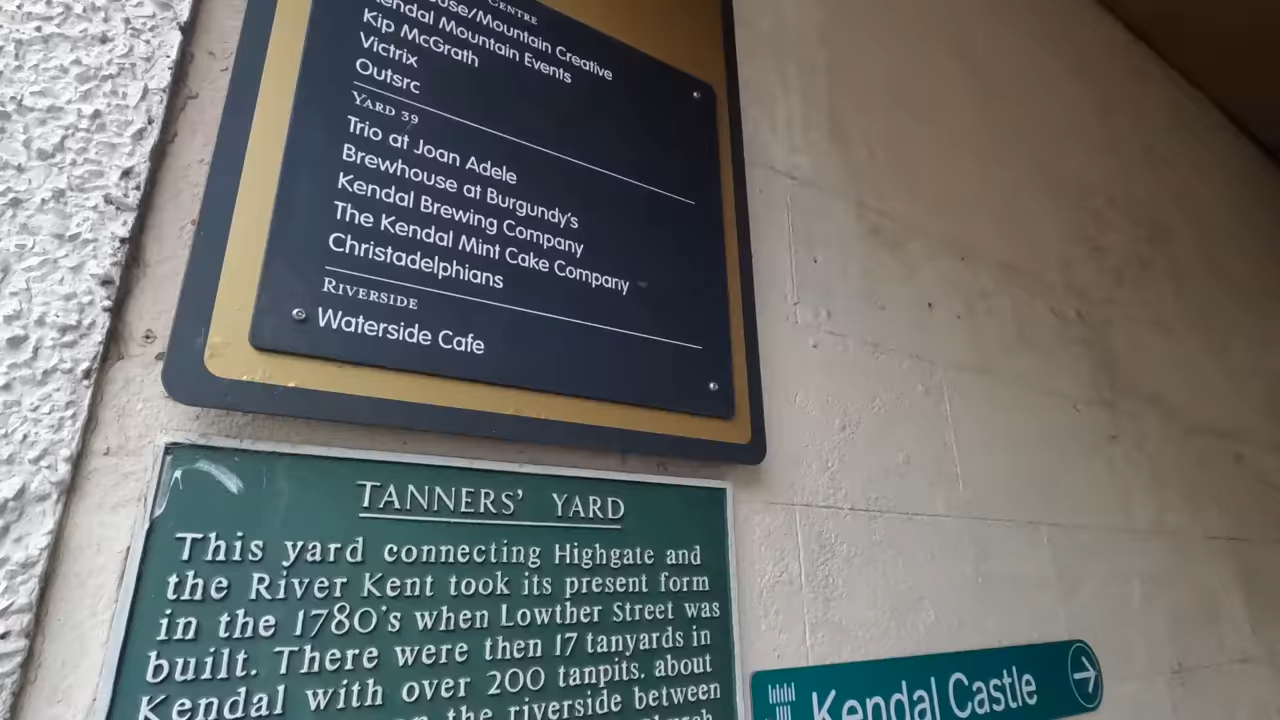 CENTRE
use/Mountain Creative
Kendal Mountain Events
Kip McGrath
Victrix
Outsrc
YARD 39
Trio at Joan Adele
Brewhouse at Burgundy's
Kendal Brewing Company
The Kendal Mint Cake Company
Christadelphians
RIVERSIDE
Waterside Cafe
TANNERS' YARD
This yard connecting Highgate and
the River Kent took its present form
in the 1780's when Lowther Street was
built. There were then 17 tanyards in
Kendal with over 200 tanpits, about
the riverside between
Kendal Castle